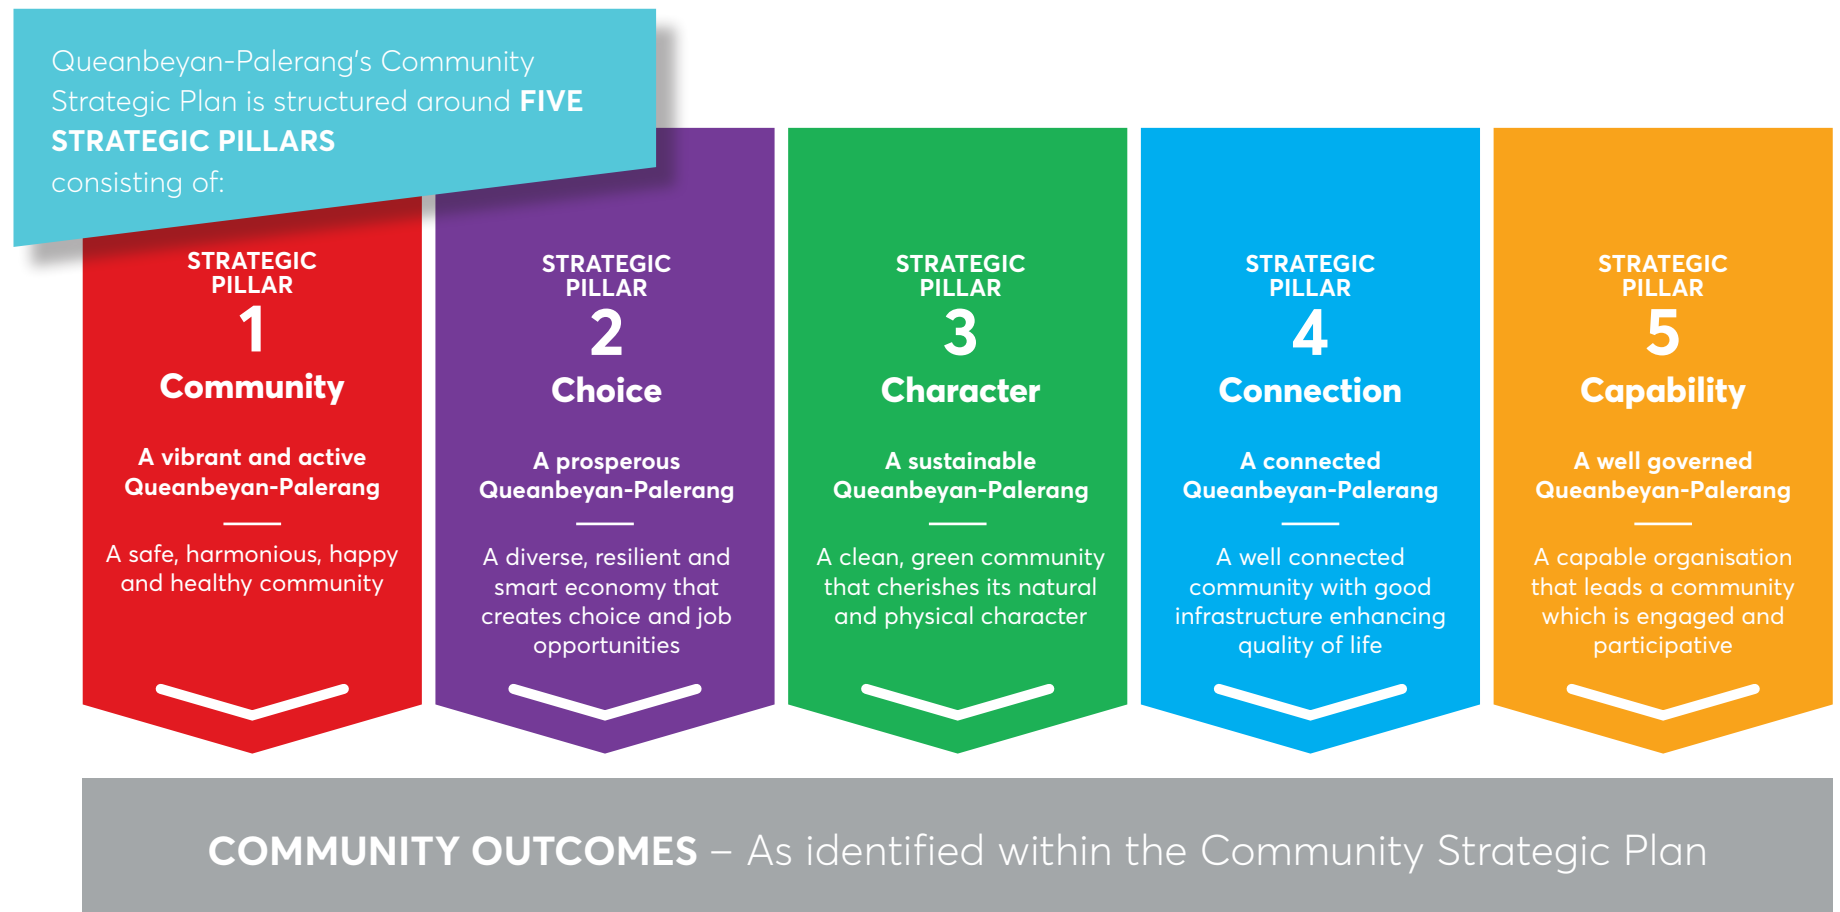 Queanbeyan-Palerang's Community
Strategic Plan is structured around FIVE
STRATEGIC PILLARS
consisting of:
STRATEGIC
PILLAR
1
Community
A vibrant and active
Queanbeyan-Palerang
A safe, harmonious, happy
and healthy community
STRATEGIC
PILLAR
2
Choice
A prosperous
Queanbeyan-Palerang
A diverse, resilient and
smart economy that
creates choice and job
opportunities
STRATEGIC
PILLAR
3
Character
A sustainable
Queanbeyan-Palerang
A clean, green community
that cherishes its natural
and physical character
STRATEGIC
PILLAR
4
Connection
A connected
Queanbeyan-Palerang
A well connected
community with good
infrastructure enhancing
quality of life
STRATEGIC
PILLAR
5
Capability
A well governed
Queanbeyan-Palerang
A capable organisation
that leads a community
which is engaged and
participative
COMMUNITY OUTCOMES – As identified within the Community Strategic Plan